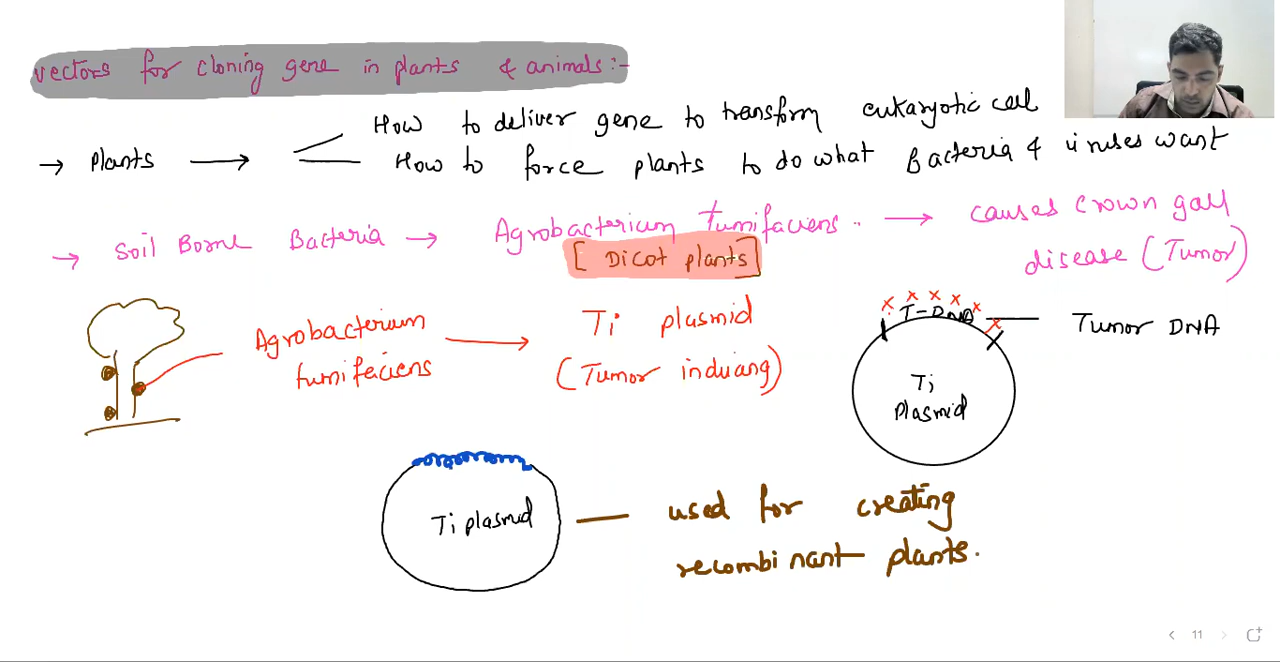 vectors for cloning gene in plants & animals :-
How to deliver gene to transform eukaryotic cell
→ Plants → How to force plants to do what Bacteria & viruses want
→ Soil Borne Bacteria → Agrobacterium tumifaciens .. → causes crown gall
[Dicot plants]
disease (Tumor)
Agrobacterium tumifaciens → Ti plasmid
(Tumor induiang)
x x x x x x
T-DNA — Tumor DNA
Ti
Plasmid
Ti plasmid — used for creating
recombinant plants.
< 11 >